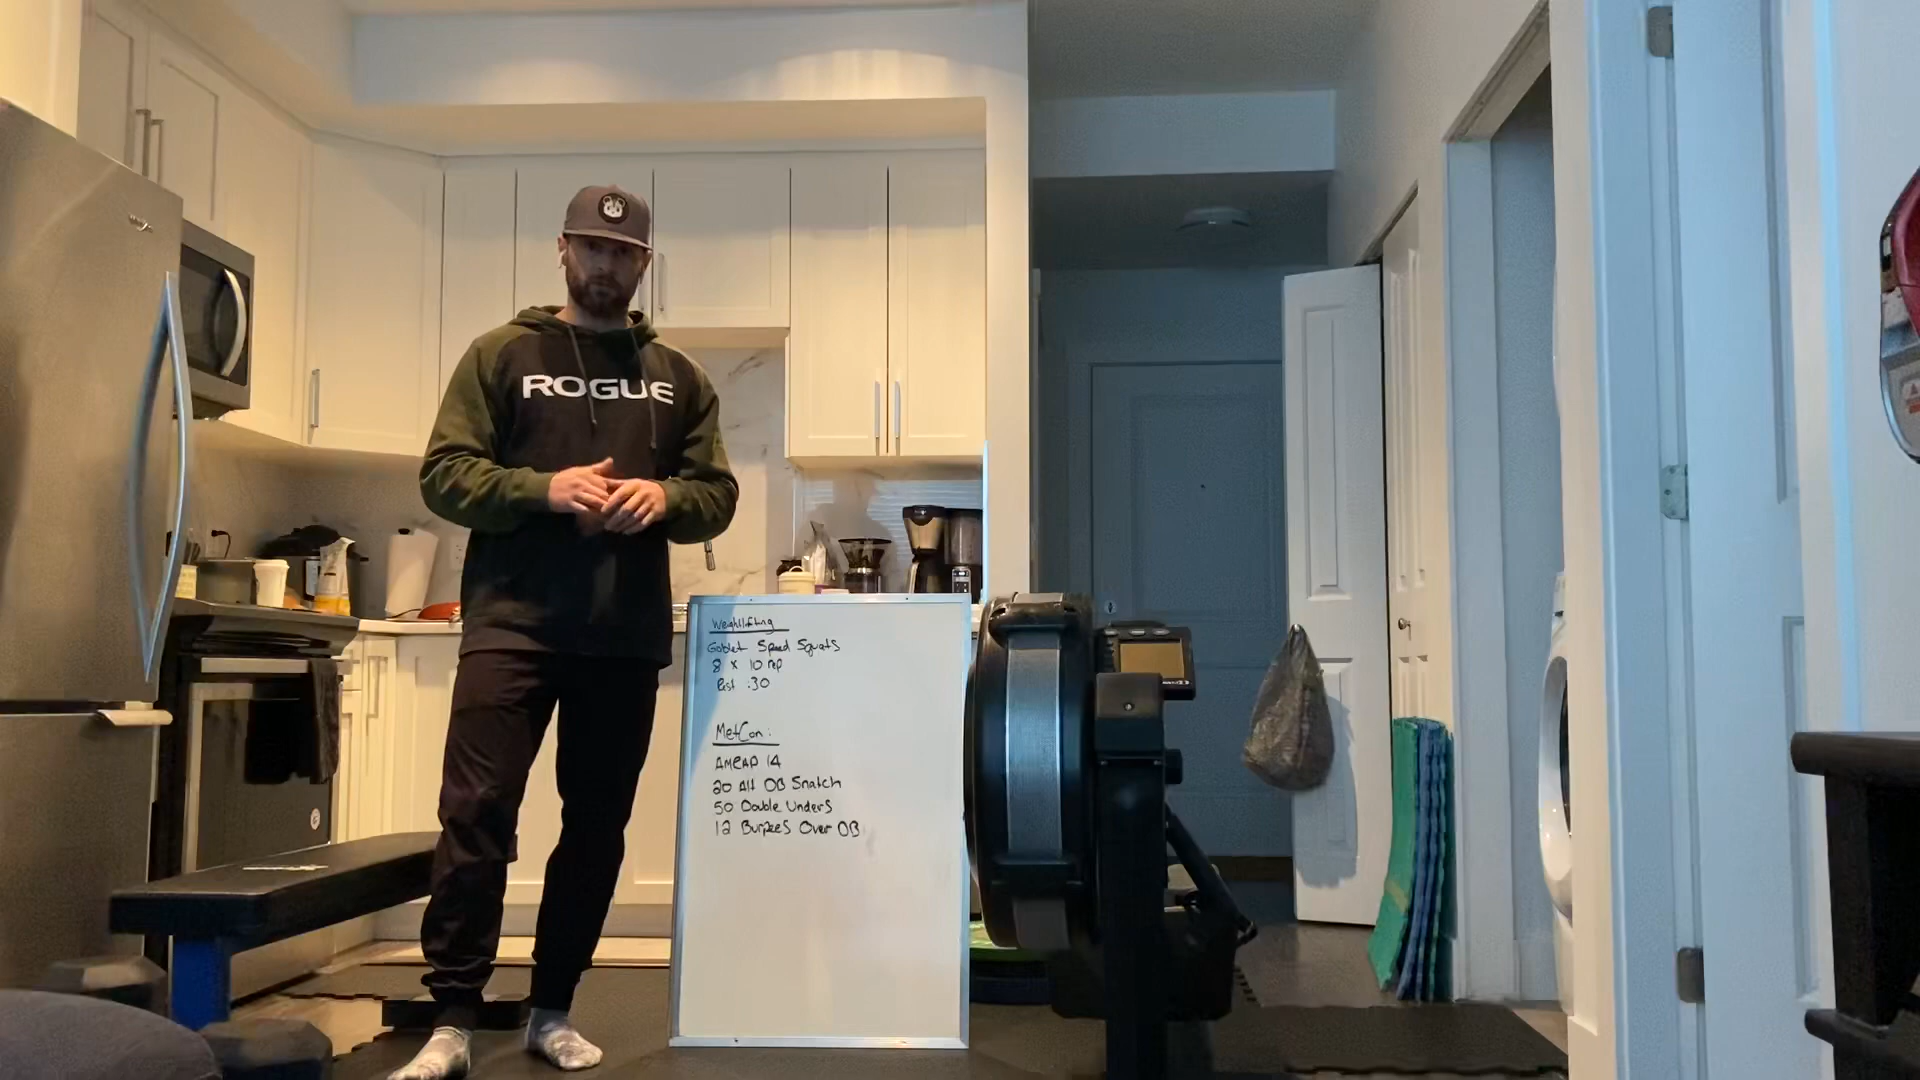 ROGUE
Weightlifting
Goblet Speed Squats
8 x 10 rep
Rest :30
MetCon:
AMRAP 14
20 Alt DB Snatch
50 Double Unders
12 Burpees Over DB